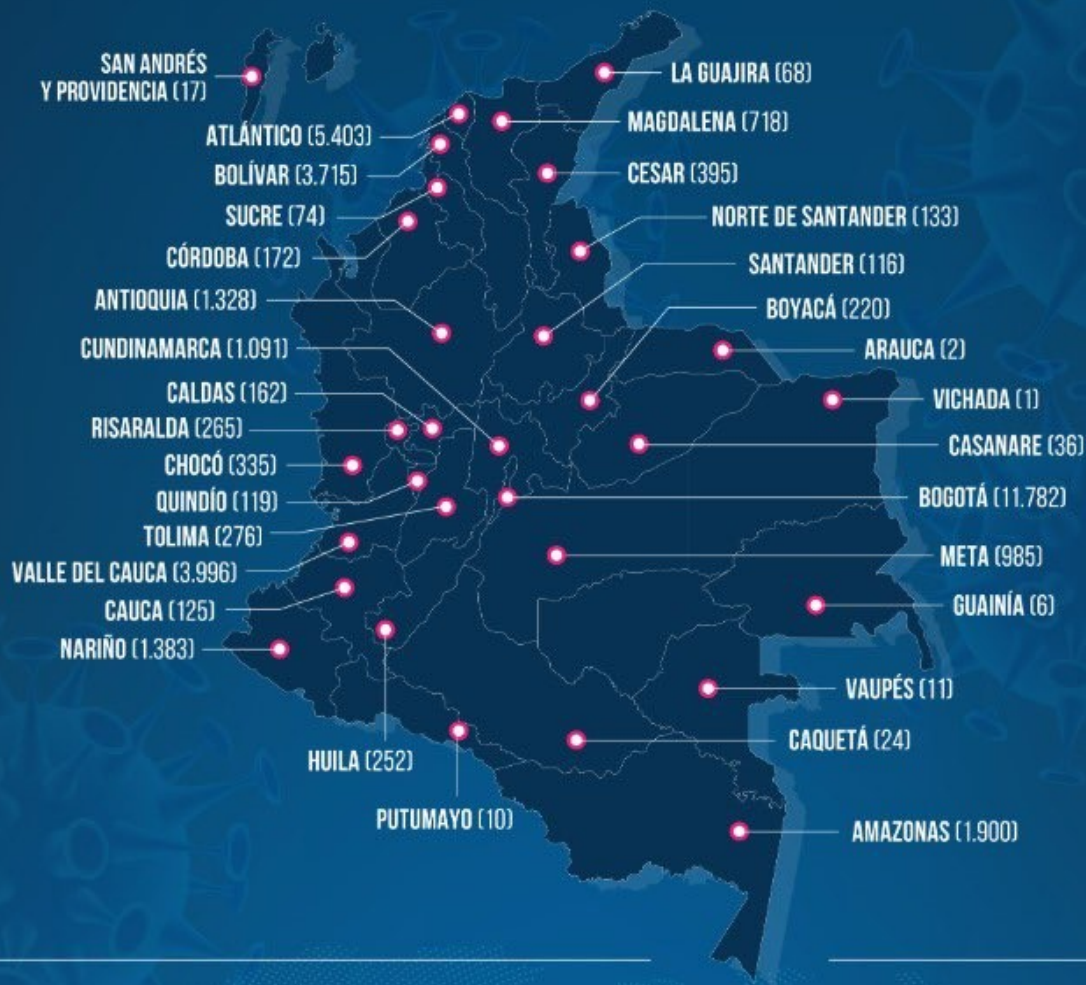 SAN ANDRÉS
Y PROVIDENCIA (17)
ATLÁNTICO (5.403)
BOLÍVAR (3.715)
SUCRE (74)
CÓRDOBA (172)
ANTIOQUIA (1.328)
CUNDINAMARCA (1.091)
CALDAS (162)
RISARALDA (265)
CHOCÓ (335)
QUINDÍO (119)
TOLIMA (276)
VALLE DEL CAUCA (3.996)
CAUCA (125)
NARIÑO (1.383)
HUILA (252)
PUTUMAYO (10)
LA GUAJIRA (68)
MAGDALENA (718)
CESAR (395)
NORTE DE SANTANDER (133)
SANTANDER (116)
BOYACÁ (220)
ARAUCA (2)
VICHADA (1)
CASANARE (36)
BOGOTÁ (11.782)
META (985)
GUAINÍA (6)
VAUPÉS (11)
CAQUETÁ (24)
AMAZONAS (1.900)